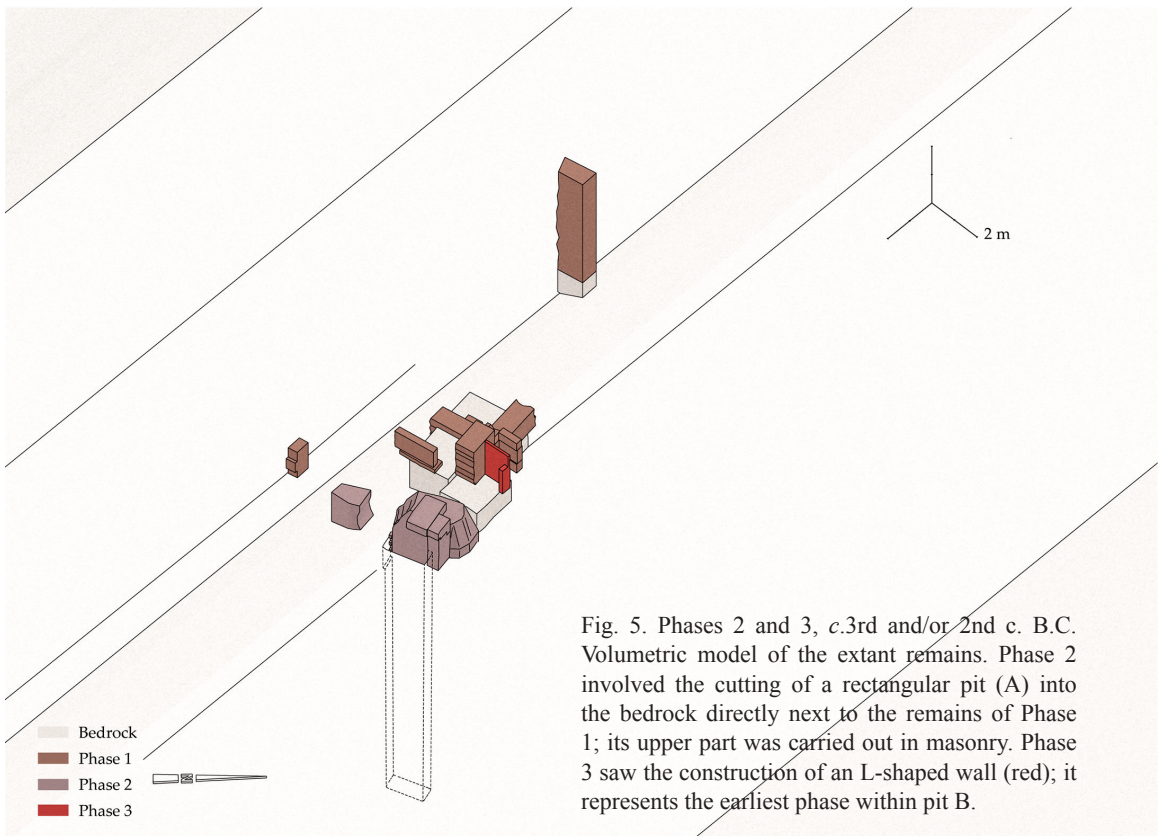 2 m
Fig. 5. Phases 2 and 3, c.3rd and/or 2nd c. B.C.
Volumetric model of the extant remains. Phase 2
involved the cutting of a rectangular pit (A) into
the bedrock directly next to the remains of Phase
1; its upper part was carried out in masonry. Phase
3 saw the construction of an L-shaped wall (red); it
represents the earliest phase within pit B.
Bedrock
Phase 1
Phase 2
Phase 3